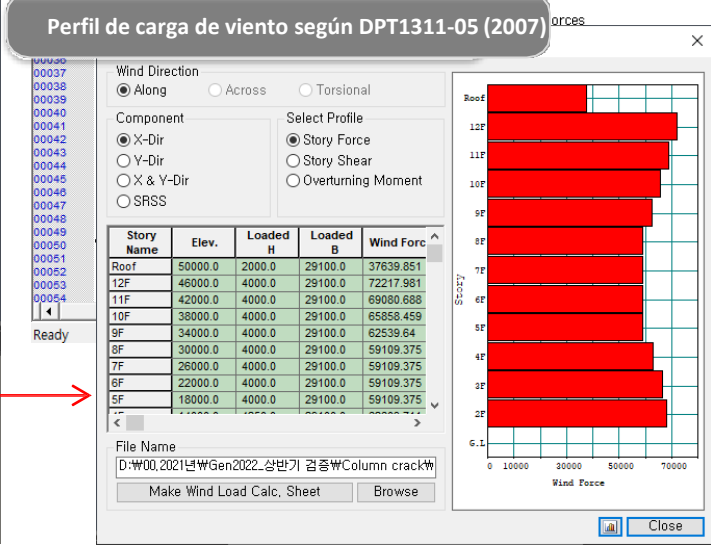 Perfil de carga de viento según DPT1311-05 (2007)
orces
00036
00037
00038
00039
00040
00041
00042
00043
00044
00045
00046
00047
00048
00049
00050
00051
00052
00053
00054
Ready
Wind Direction
Along Across Torsional
Component
X-Dir
Y-Dir
X & Y-Dir
SRSS
Select Profile
Story Force
Story Shear
Overturning Moment
Story Name Elev. Loaded H Loaded B Wind Forc
Roof 50000.0 2000.0 29100.0 37639.851
12F 46000.0 4000.0 29100.0 72217.981
11F 42000.0 4000.0 29100.0 69080.688
10F 38000.0 4000.0 29100.0 65858.459
9F 34000.0 4000.0 29100.0 62539.64
8F 30000.0 4000.0 29100.0 59109.375
7F 26000.0 4000.0 29100.0 59109.375
6F 22000.0 4000.0 29100.0 59109.375
5F 18000.0 4000.0 29100.0 59109.375
File Name
D:₩00,2021년₩Gen2022_상반기 검증₩Column crack₩
Make Wind Load Calc, Sheet
Browse
Roof
12F
11F
10F
9F
8F
7F
6F
5F
4F
3F
2F
G.L
Story
0 10000 30000 50000 70000
Wind Force
Close